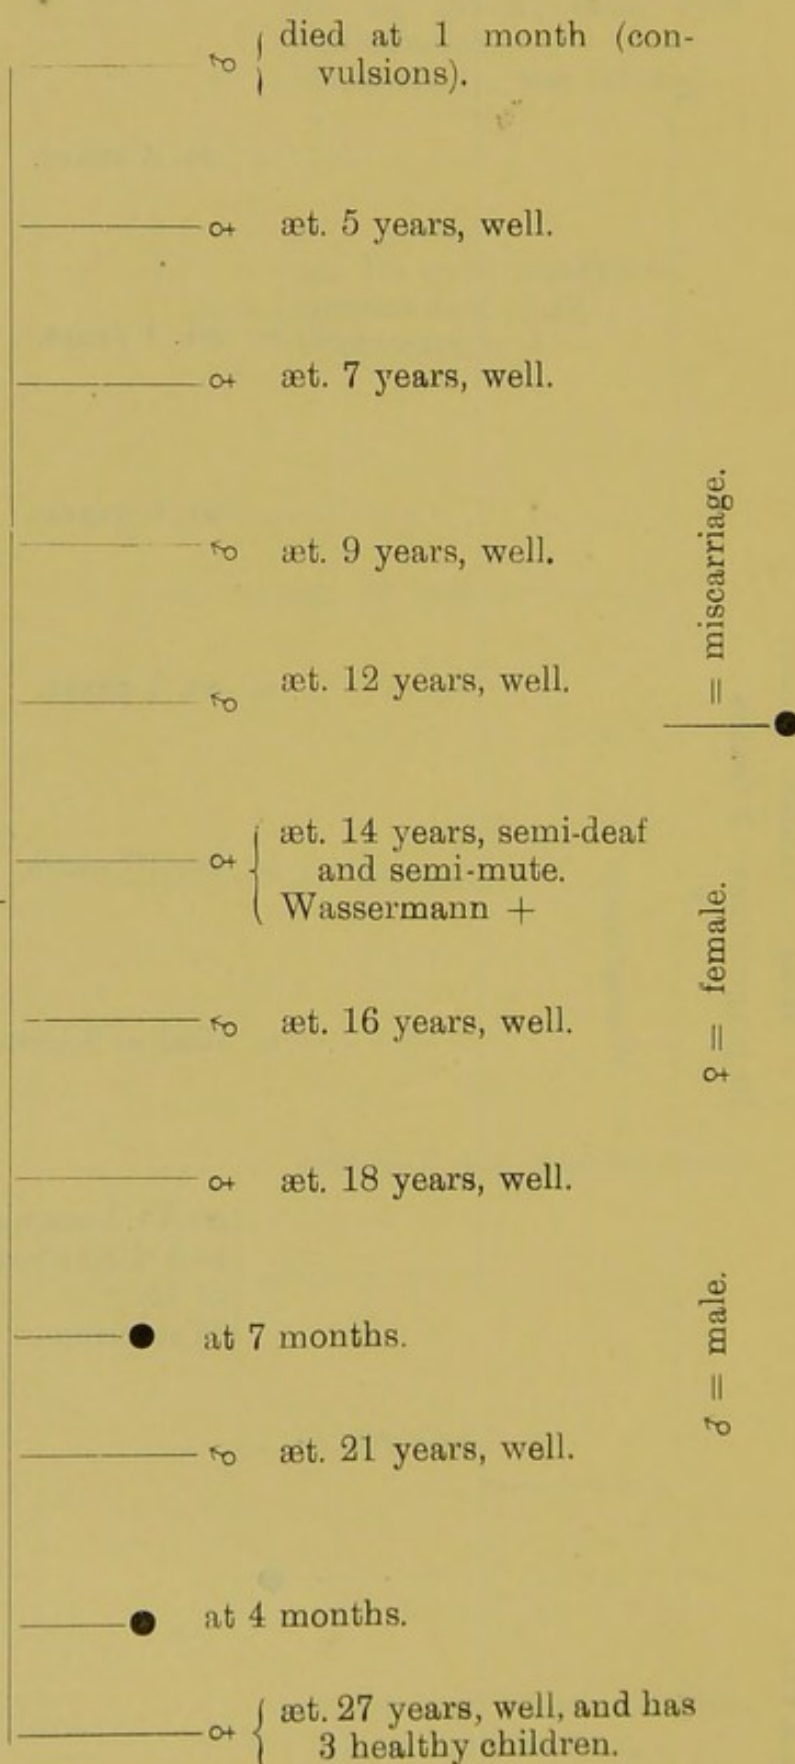 ♂ died at 1 month (con-
vulsions).
♀ æt. 5 years, well.
♀ æt. 7 years, well.
♂ æt. 9 years, well.
♂ æt. 12 years, well.
♀ æt. 14 years, semi-deaf
and semi-mute.
Wassermann +
♂ æt. 16 years, well.
♀ æt. 18 years, well.
● at 7 months.
♂ æt. 21 years, well.
● at 4 months.
♀ æt. 27 years, well, and has
3 healthy children.
♂ = male.
♀ = female.
● = miscarriage.